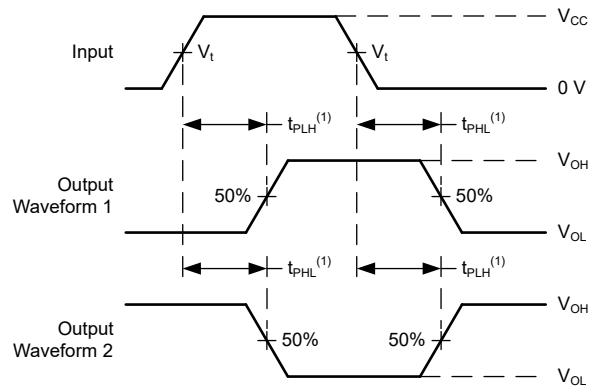 V_CC
Input
V_t
V_t
0 V
t_PLH^(1)
t_PHL^(1)
V_OH
Output
Waveform 1
50%
50%
V_OL
t_PHL^(1)
t_PLH^(1)
V_OH
Output
Waveform 2
50%
50%
V_OL